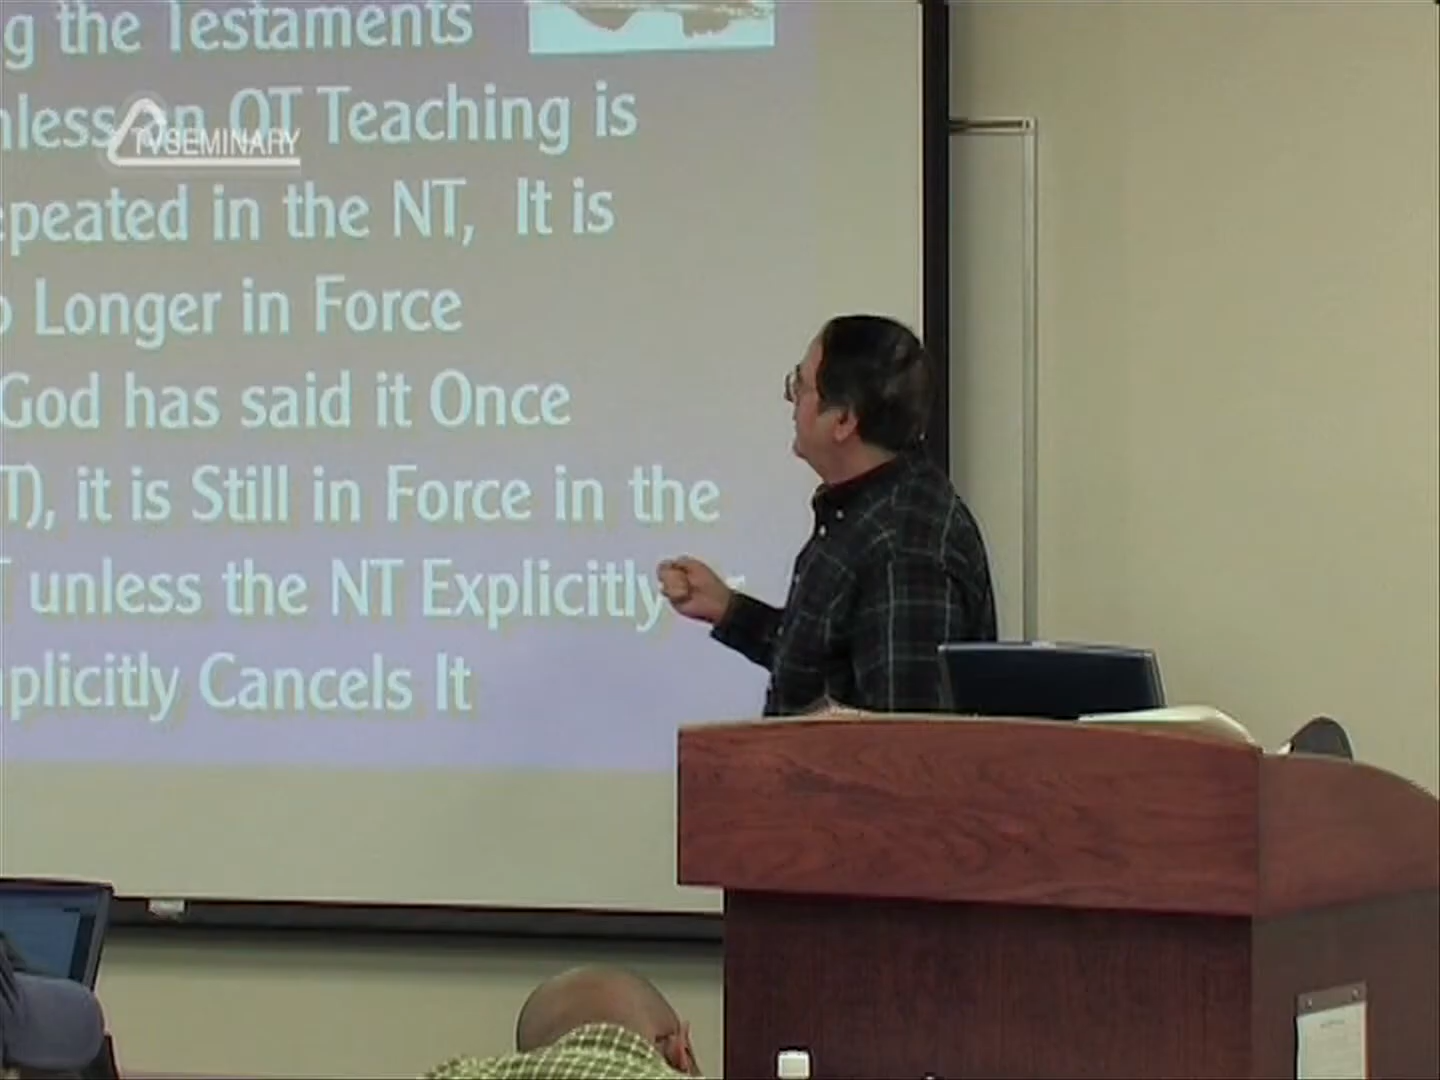 g the Testaments
nless an OT Teaching is
epeated in the NT, It is
o Longer in Force
God has said it Once
T), it is Still in Force in the
T unless the NT Explicitly
plicitly Cancels It
TVSEMINARY